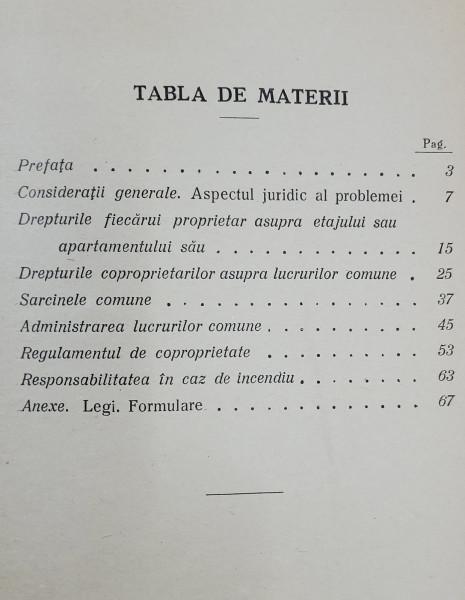 TABLA DE MATERII
Pag.
Prefața . . . . . . . . . . . . . . . 3
Considerații generale. Aspectul juridic al problemei . 7
Drepturile fiecărui proprietar asupra etajului sau
apartamentului său . . . . . . . . . . . 15
Drepturile coproprietarilor asupra lucrurilor comune . 25
Sarcinele comune . . . . . . . . . . . . . 37
Administrarea lucrurilor comune . . . . . . . . 45
Regulamentul de coproprietate . . . . . . . . 53
Responsabilitatea în caz de incendiu . . . . . . . 63
Anexe. Legi. Formulare . . . . . . . . . . . 67